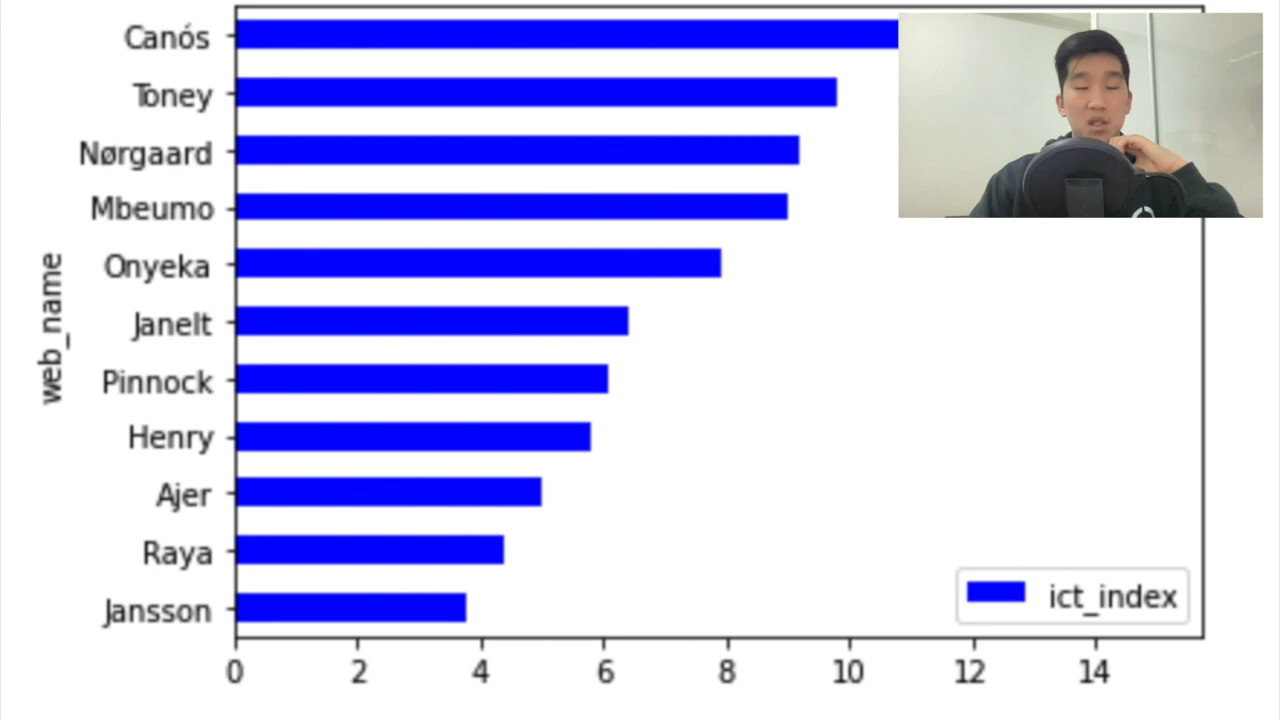 Canós
Toney
Nørgaard
Mbeumo
Onyeka
Janelt
Pinnock
Henry
Ajer
Raya
Jansson
web_name
ict_index
0 2 4 6 8 10 12 14